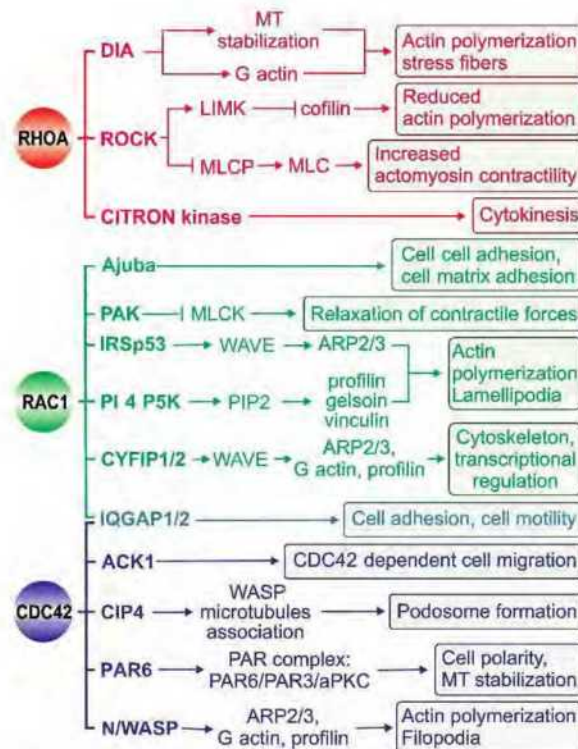 MT
stabilization
DIA
G actin
Actin polymerization
stress fibers
RHOA
ROCK
LIMK
cofilin
Reduced
actin polymerization
MLCP
MLC
Increased
actomyosin contractility
CITRON kinase
Cytokinesis
Ajuba
Cell cell adhesion,
cell matrix adhesion
PAK
MLCK
Relaxation of contractile forces
IRSp53
WAVE
ARP2/3
RAC1
PI 4 P5K
PIP2
profilin
gelsoin
vinculin
Actin
polymerization
Lamellipodia
CYFIP1/2
WAVE
ARP2/3,
G actin, profilin
Cytoskeleton,
transcriptional
regulation
IQGAP1/2
Cell adhesion, cell motility
ACK1
CDC42 dependent cell migration
CDC42
CIP4
WASP
microtubules
association
Podosome formation
PAR6
PAR complex:
PAR6/PAR3/aPKC
Cell polarity,
MT stabilization
N/WASP
ARP2/3,
G actin, profilin
Actin polymerization
Filopodia